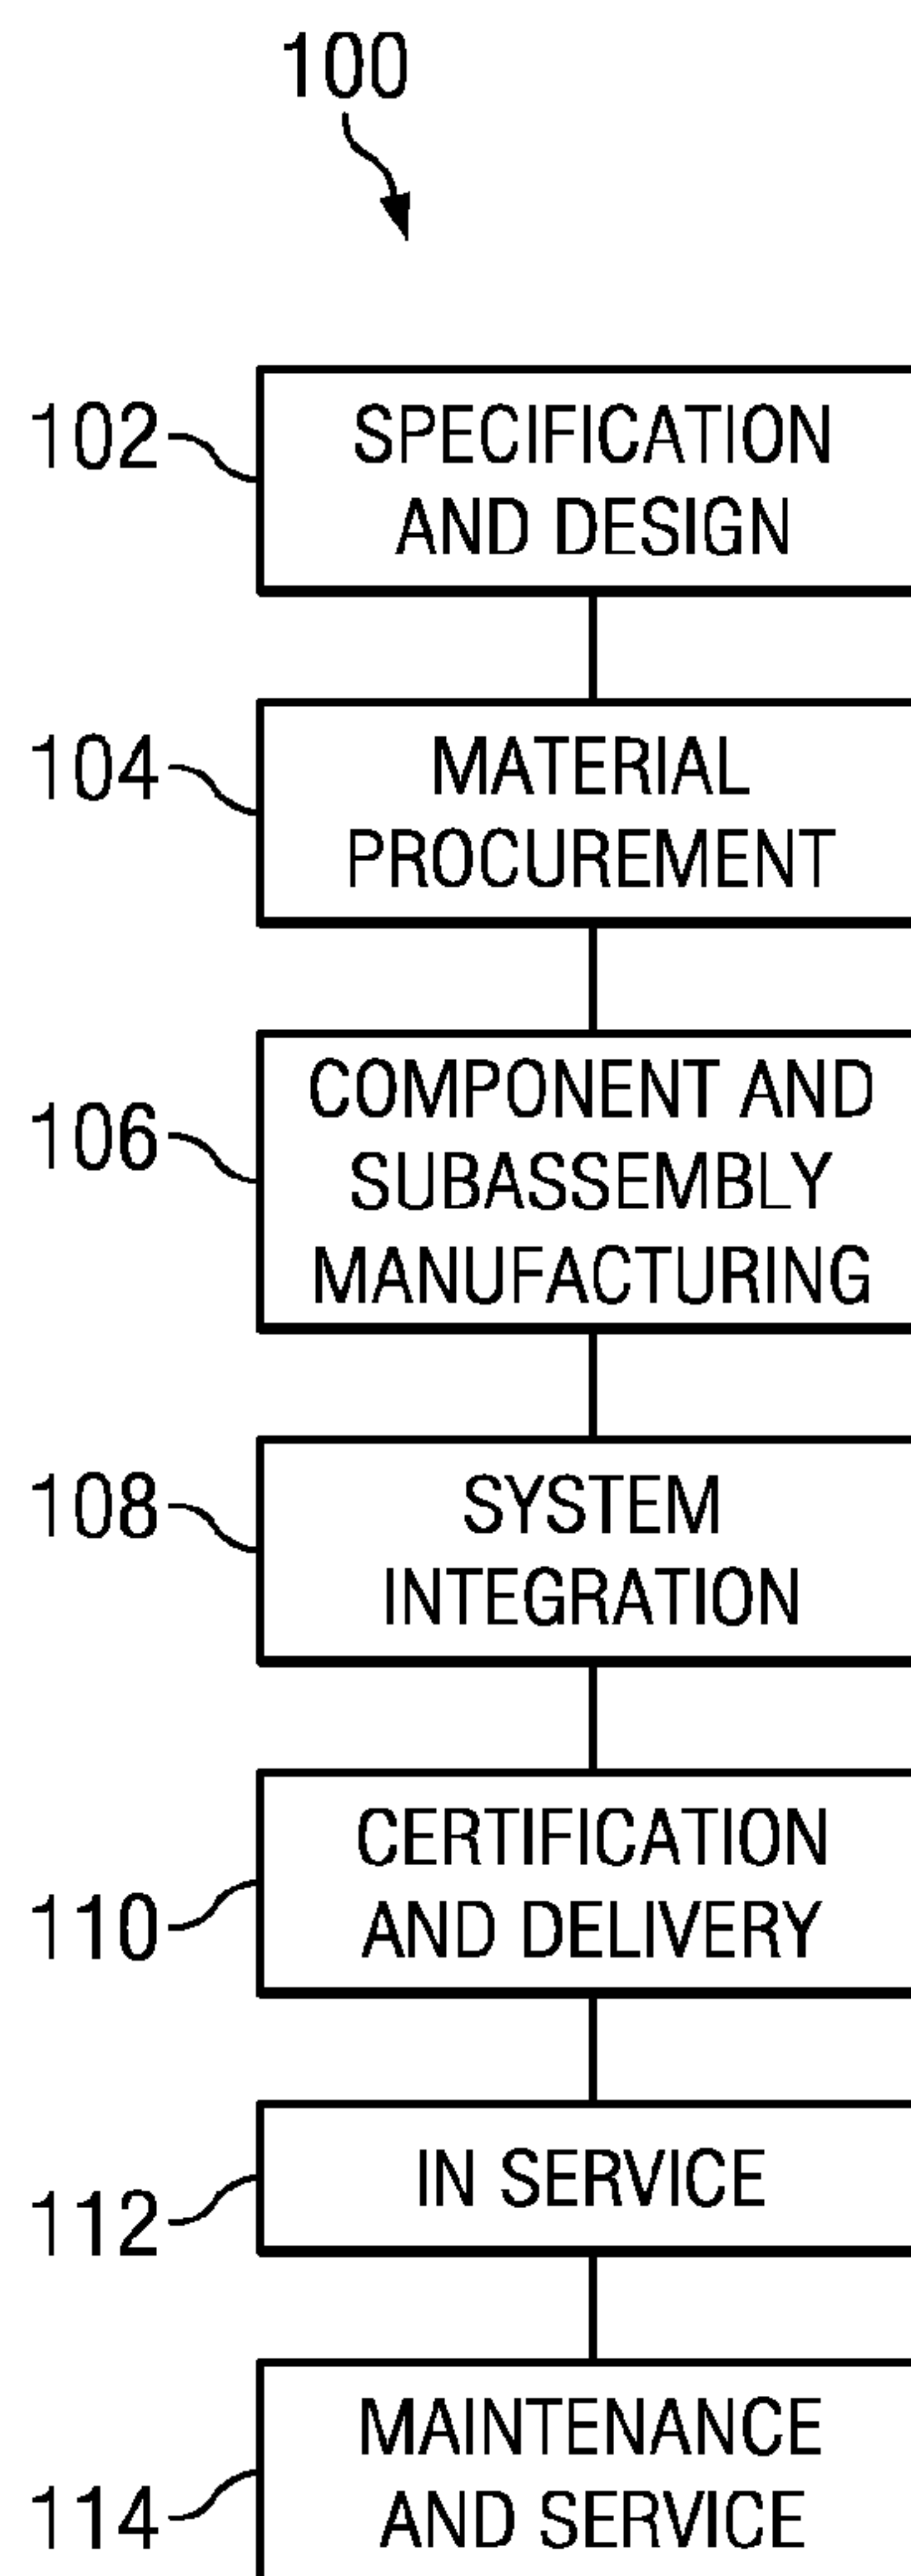 100
102
SPECIFICATION
AND DESIGN
104
MATERIAL
PROCUREMENT
106
COMPONENT AND
SUBASSEMBLY
MANUFACTURING
108
SYSTEM
INTEGRATION
110
CERTIFICATION
AND DELIVERY
112
IN SERVICE
114
MAINTENANCE
AND SERVICE